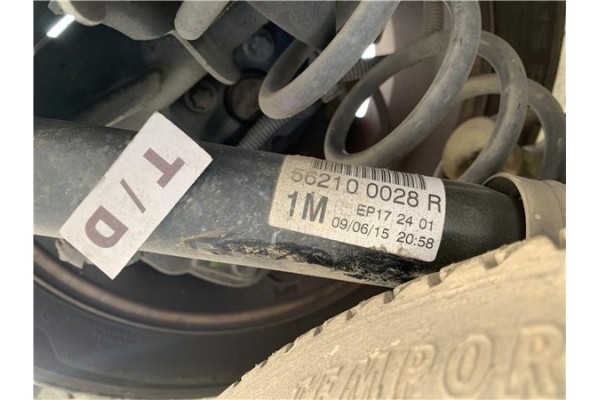 T/D
56210 0028 R
1M EP17 24 01
09/06/15 20:58
TEMPOR